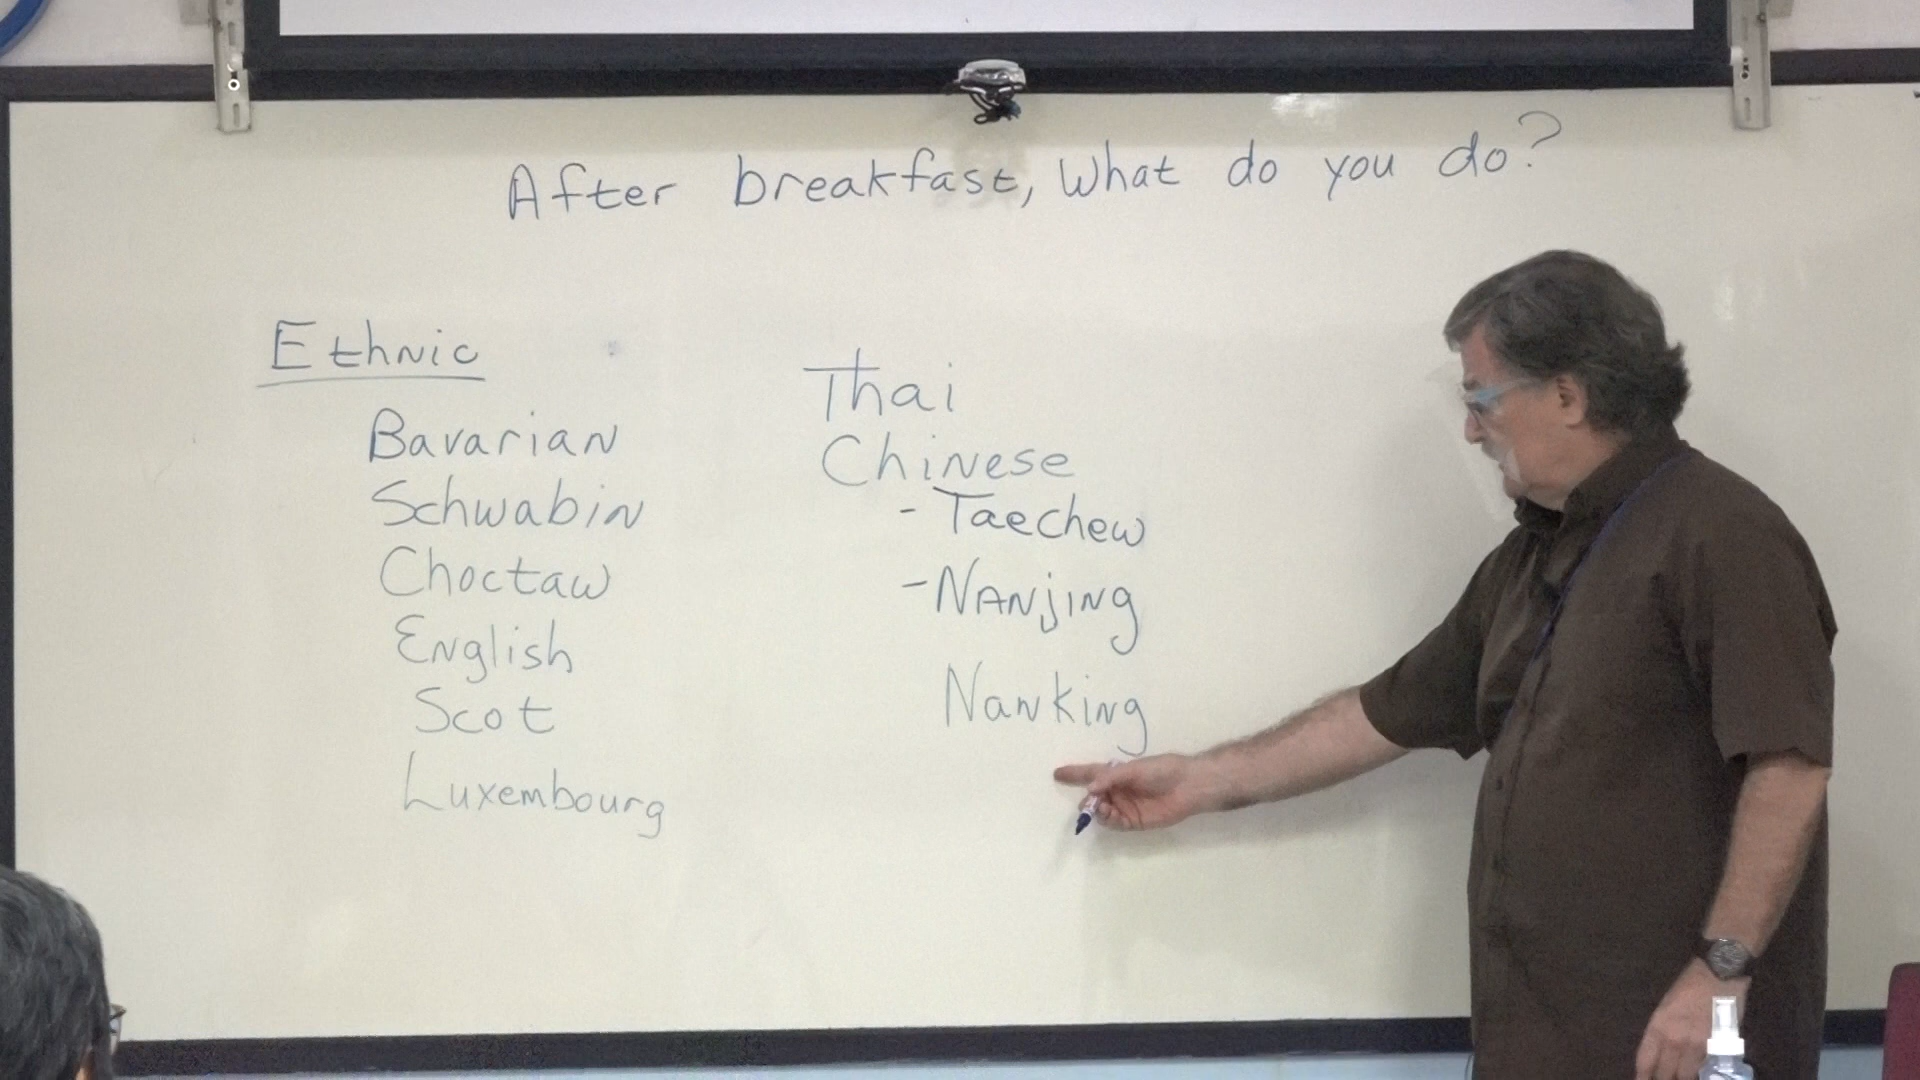 After breakfast, What do you do?
Ethnic
Bavarian
Schwabin
Choctaw
English
Scot
Luxembourg
Thai
Chinese
- Taechew
- Nanjing
Nanking